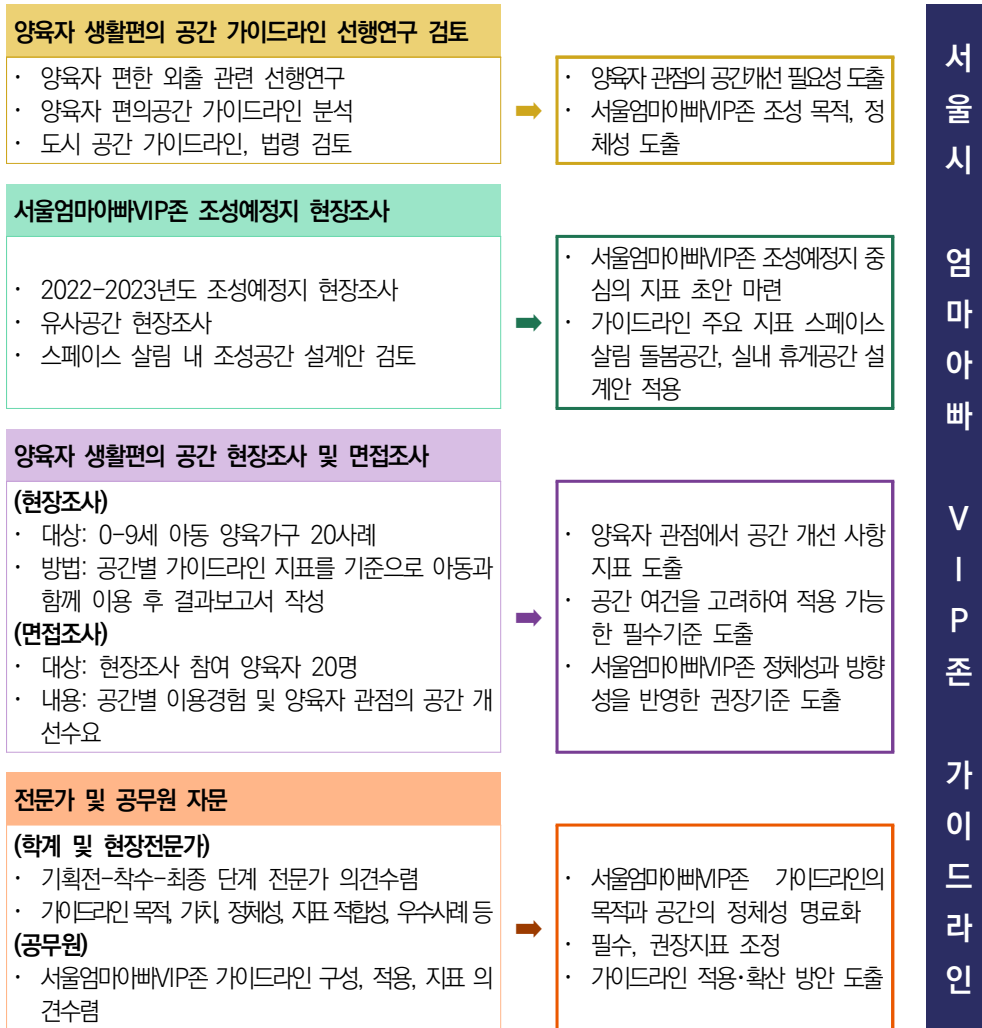 양육자 생활편의 공간 가이드라인 선행연구 검토
· 양육자 편한 외출 관련 선행연구
· 양육자 편의공간 가이드라인 분석
· 도시 공간 가이드라인, 법령 검토
· 양육자 관점의 공간개선 필요성 도출
· 서울엄마아빠VIP존 조성 목적, 정
체성 도출
서울엄마아빠VIP존 조성예정지 현장조사
· 2022-2023년도 조성예정지 현장조사
· 유사공간 현장조사
· 스페이스 살림 내 조성공간 설계안 검토
· 서울엄마아빠VIP존 조성예정지 중
심의 지표 초안 마련
· 가이드라인 주요 지표 스페이스
살림 돌봄공간, 실내 휴게공간 설
계안 적용
양육자 생활편의 공간 현장조사 및 면접조사
(현장조사)
· 대상: 0-9세 아동 양육가구 20사례
· 방법: 공간별 가이드라인 지표를 기준으로 아동과
함께 이용 후 결과보고서 작성
(면접조사)
· 대상: 현장조사 참여 양육자 20명
· 내용: 공간별 이용경험 및 양육자 관점의 공간 개
선수요
· 양육자 관점에서 공간 개선 사항
지표 도출
· 공간 여건을 고려하여 적용 가능
한 필수기준 도출
· 서울엄마아빠VIP존 정체성과 방향
성을 반영한 권장기준 도출
전문가 및 공무원 자문
(학계 및 현장전문가)
· 기획전-착수-최종 단계 전문가 의견수렴
· 가이드라인 목적, 가치, 정체성, 지표 적합성, 우수사례 등
(공무원)
· 서울엄마아빠VIP존 가이드라인 구성, 적용, 지표 의
견수렴
· 서울엄마아빠VIP존 가이드라인의
목적과 공간의 정체성 명료화
· 필수, 권장지표 조정
· 가이드라인 적용·확산 방안 도출
서울시 엄마아빠 VIP존 가이드라인